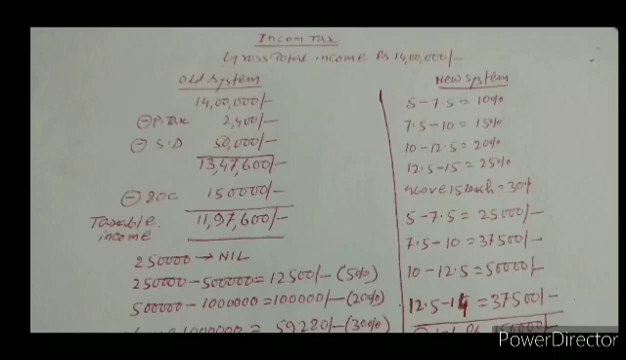 Incom Tax
Gross Total income Rs 14,00,000/-
Old System
14,00,000/-
⊖ P.Tax 2,400/-
⊖ S.D 50,000/-
13,47,600/-
⊖ 80C 150000/-
Taxable income 11,97,600/-
250000 → NIL
250000 - 500000 = 12500/- (5%)
500000 - 1000000 = 100000/- (20%)
1000000 = 59280/- (30%)
New System
5 - 7.5 = 10%
7.5 - 10 = 15%
10 - 12.5 = 20%
12.5 - 15 = 25%
Above 15 Lakh = 30%
5 - 7.5 = 25000/-
7.5 - 10 = 37500/-
10 - 12.5 = 50000/-
12.5 - 14 = 37500/-
150000/-
PowerDirector